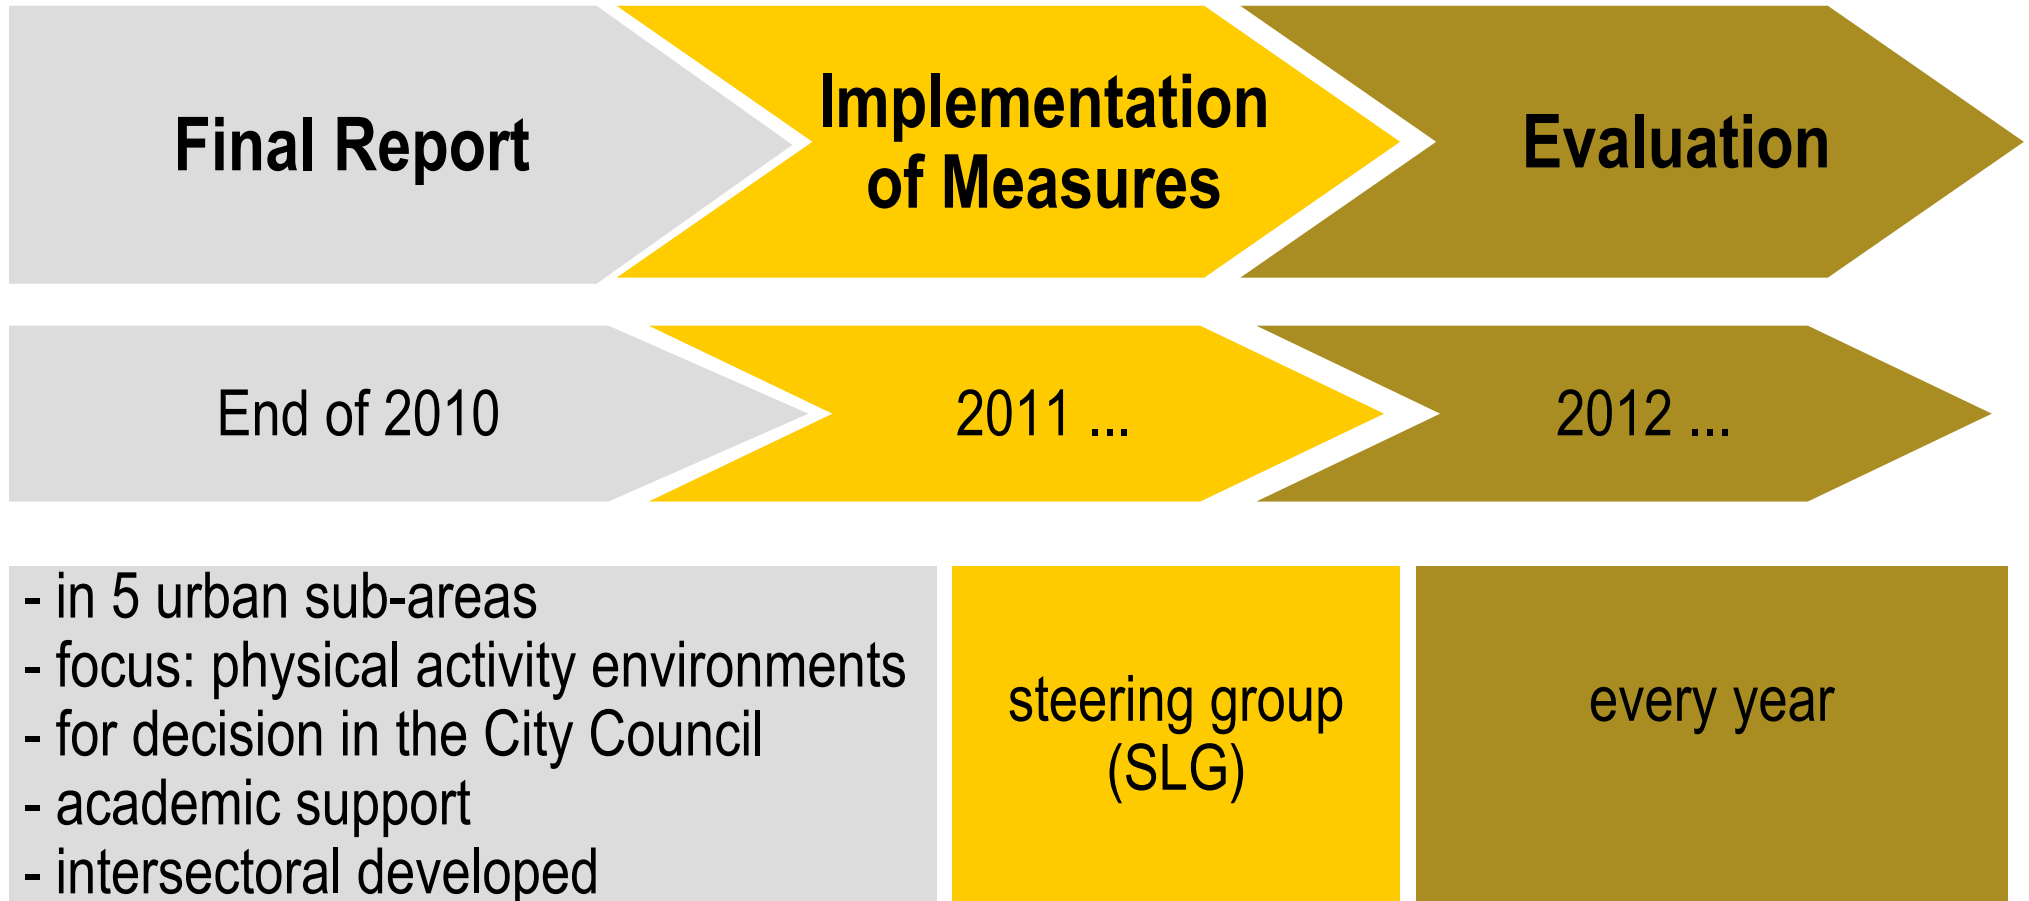 Final Report
Implementation
of Measures
Evaluation
End of 2010
2011 ...
2012 ...
- in 5 urban sub-areas
- focus: physical activity environments
- for decision in the City Council
- academic support
- intersectoral developed
steering group
(SLG)
every year